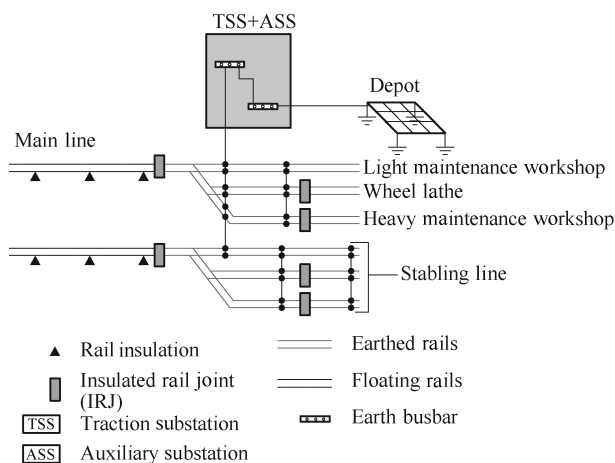 TSS+ASS
Depot
Main line
Light maintenance workshop
Wheel lathe
Heavy maintenance workshop
Stabling line
Rail insulation
Insulated rail joint
(IRJ)
TSS Traction substation
ASS Auxiliary substation
Earthed rails
Floating rails
Earth busbar